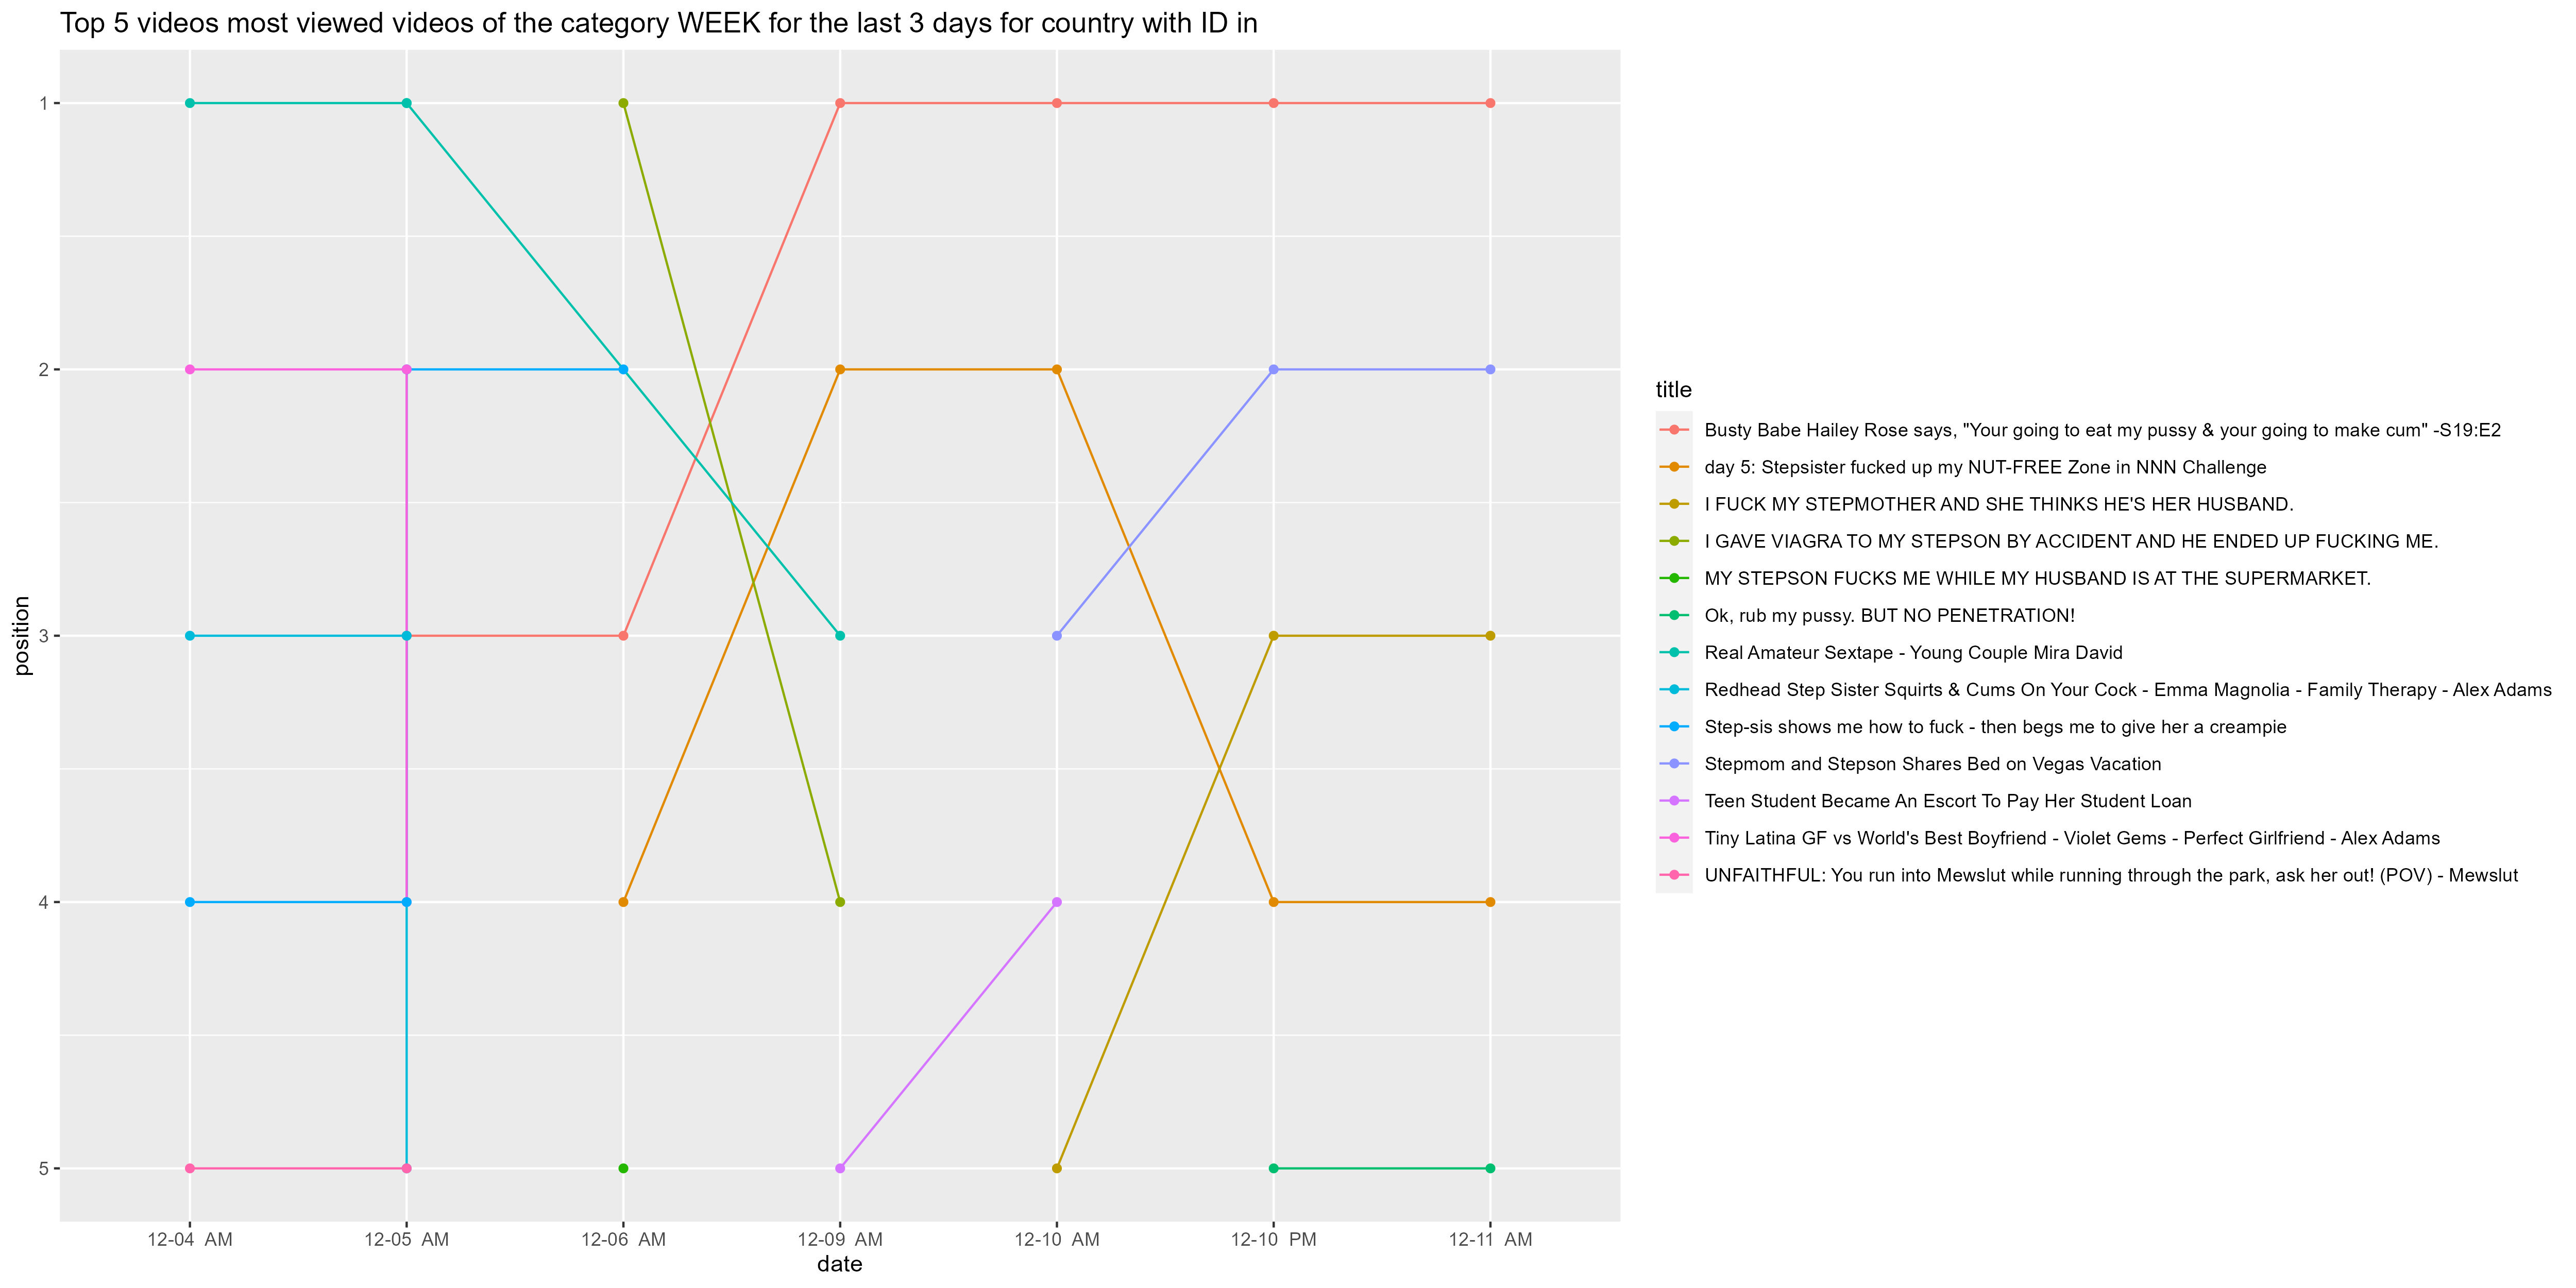 Top 5 videos most viewed videos of the category WEEK for the last 3 days for country with ID in
1
2
3
4
5
position
12-04 AM
12-05 AM
12-06 AM
12-09 AM
12-10 AM
12-10 PM
12-11 AM
date
title
Busty Babe Hailey Rose says, "Your going to eat my pussy & your going to make cum" -S19:E2
day 5: Stepsister fucked up my NUT-FREE Zone in NNN Challenge
I FUCK MY STEPMOTHER AND SHE THINKS HE'S HER HUSBAND.
I GAVE VIAGRA TO MY STEPSON BY ACCIDENT AND HE ENDED UP FUCKING ME.
MY STEPSON FUCKS ME WHILE MY HUSBAND IS AT THE SUPERMARKET.
Ok, rub my pussy. BUT NO PENETRATION!
Real Amateur Sextape - Young Couple Mira David
Redhead Step Sister Squirts & Cums On Your Cock - Emma Magnolia - Family Therapy - Alex Adams
Step-sis shows me how to fuck - then begs me to give her a creampie
Stepmom and Stepson Shares Bed on Vegas Vacation
Teen Student Became An Escort To Pay Her Student Loan
Tiny Latina GF vs World's Best Boyfriend - Violet Gems - Perfect Girlfriend - Alex Adams
UNFAITHFUL: You run into Mewslut while running through the park, ask her out! (POV) - Mewslut